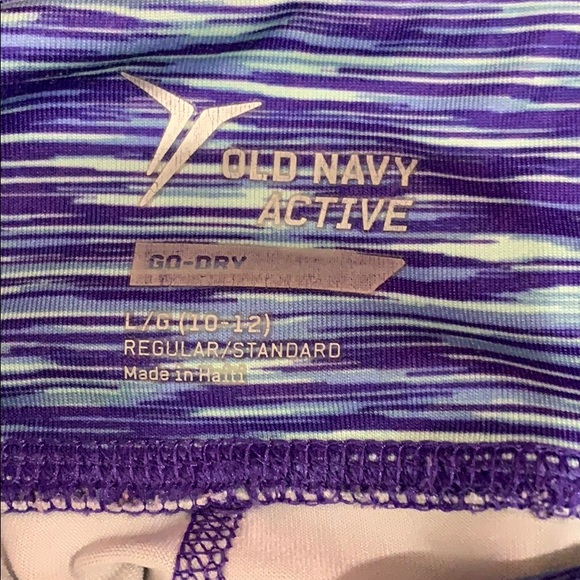 OLD NAVY
ACTIVE
GO-DRY
L/G (10-12)
REGULAR/STANDARD
Made in Haiti